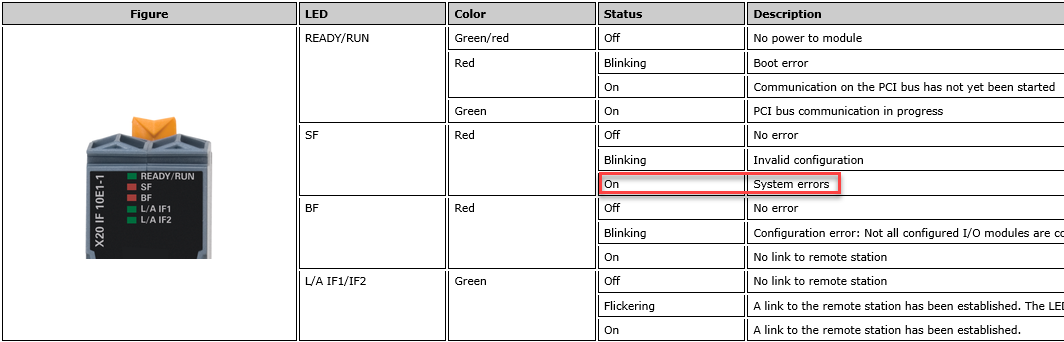 Figure LED Color Status Description
READY/RUN Green/red Off No power to module
Red Blinking Boot error
On Communication on the PCI bus has not yet been started
Green On PCI bus communication in progress
SF Red Off No error
Blinking Invalid configuration
On System errors
BF Red Off No error
Blinking Configuration error: Not all configured I/O modules are co
On No link to remote station
L/A IF1/IF2 Green Off No link to remote station
Flickering A link to the remote station has been established. The LED
On A link to the remote station has been established.
X20 IF 10E1-1
READY/RUN
SF
BF
L/A IF1
L/A IF2